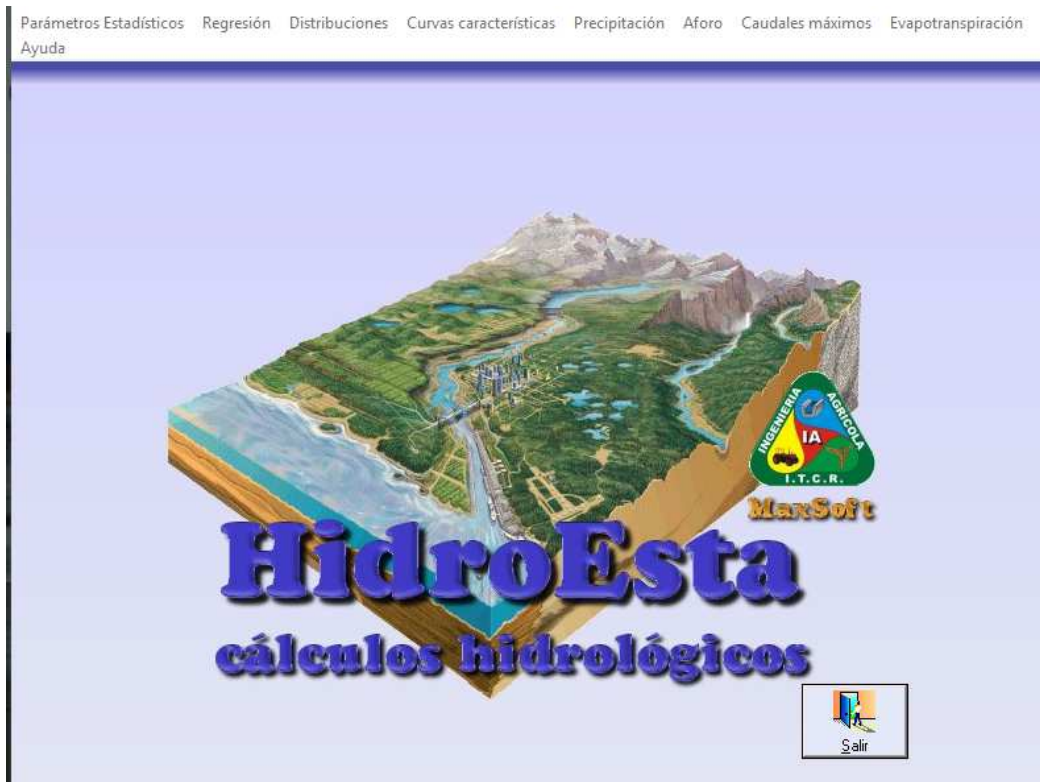 Parámetros Estadísticos Regresión Distribuciones Curvas características Precipitación Aforo Caudales máximos Evapotranspiración
Ayuda
INGENIERIA AGRICOLA
IA
I.T.C.R.
MaxSoft
HidroEsta
cálculos hidrológicos
Salir